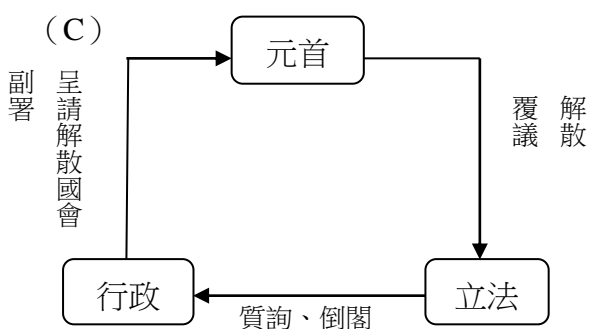 （C）
元首
呈請解散國會
副署
解散
覆議
行政
立法
質詢、倒閣